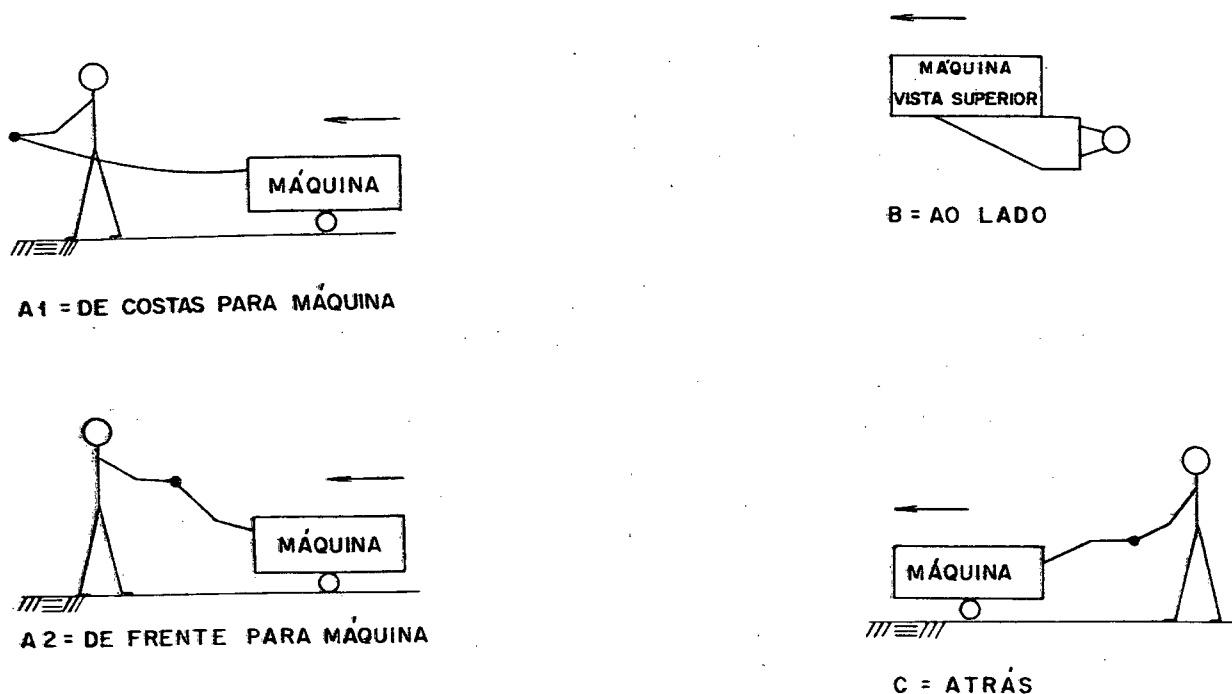 MÁQUINA
A1 = DE COSTAS PARA MÁQUINA
MÁQUINA
VISTA SUPERIOR
B = AO LADO
MÁQUINA
A2 = DE FRENTE PARA MÁQUINA
MÁQUINA
C = ATRÁS